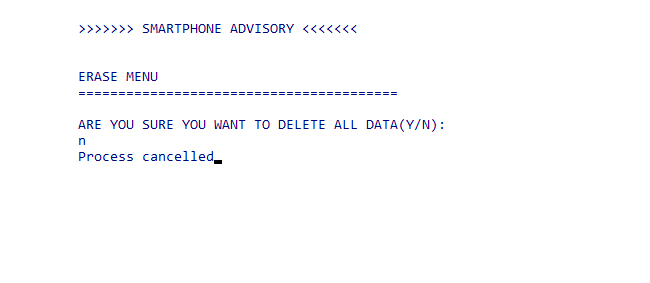 >>>>>>> SMARTPHONE ADVISORY <<<<<<<
ERASE MENU
========================================
ARE YOU SURE YOU WANT TO DELETE ALL DATA(Y/N):
n
Process cancelled